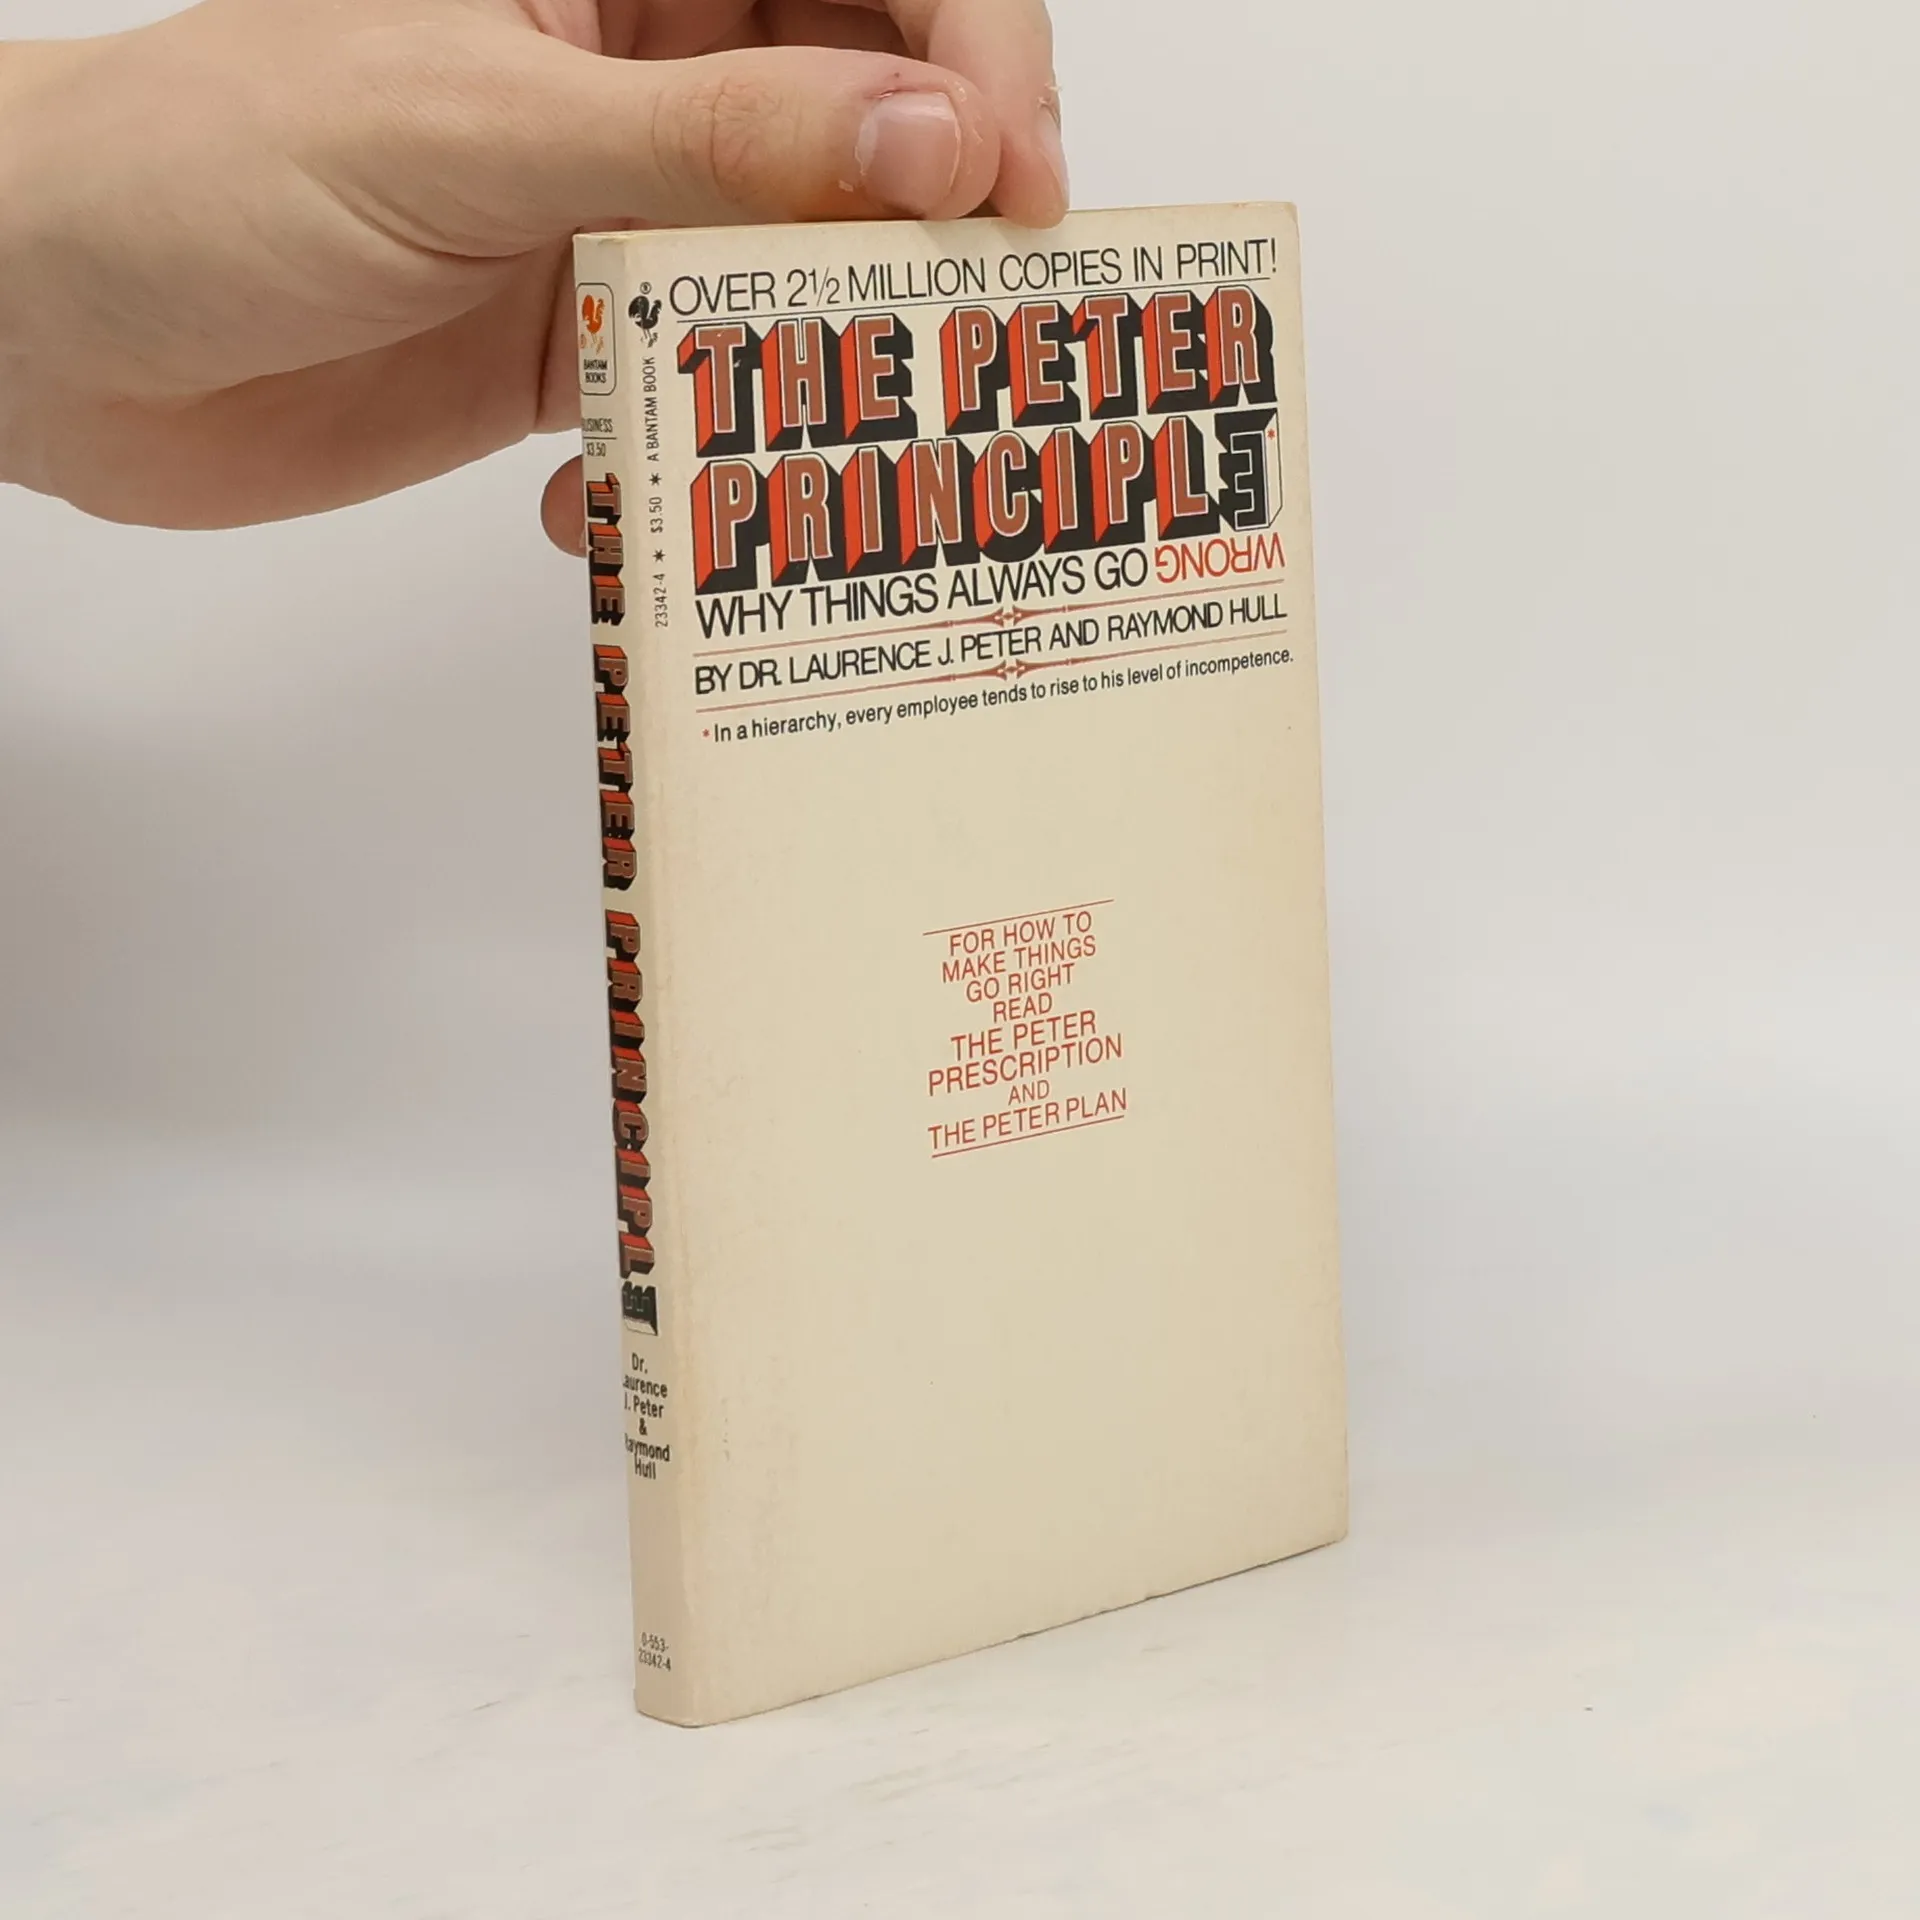 OVER 2½ MILLION COPIES IN PRINT!
THE PETER
PRINCIPLE*
WHY THINGS ALWAYS GO WRONG
BY DR. LAURENCE J. PETER AND RAYMOND HULL
*In a hierarchy, every employee tends to rise to his level of incompetence.
FOR HOW TO
MAKE THINGS
GO RIGHT
READ
THE PETER
PRESCRIPTION
AND
THE PETER PLAN
23342-4 * $3.50 * A BANTAM BOOK ®
BANTAM
BOOKS
BUSINESS
$3.50
THE PETER PRINCIPLE
Dr.
Laurence
J. Peter
&
Raymond
Hull
0-553-
23342-4